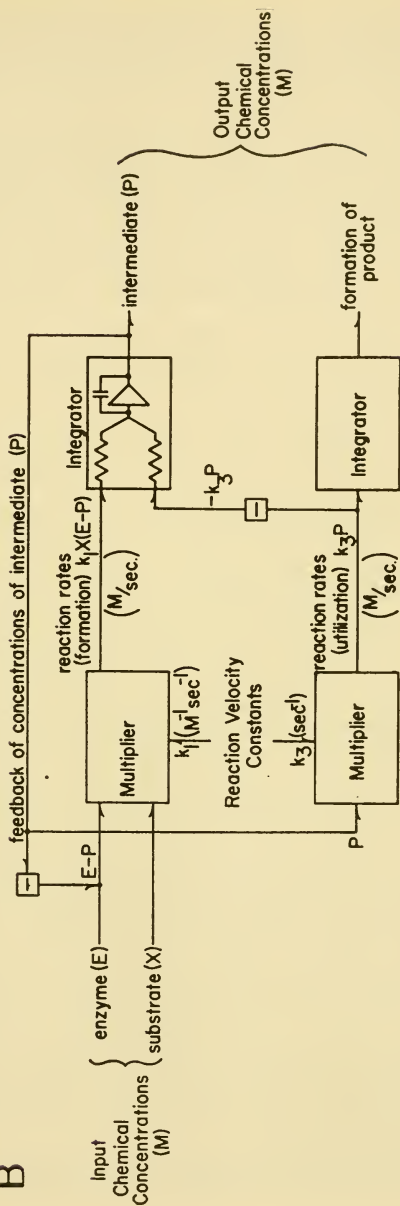 B
feedback of concentrations of intermediate (P)
−
E-P
enzyme (E)
substrate (X)
Input
Chemical
Concentrations
(M)
Multiplier
k₁ (M⁻¹ sec⁻¹)
reaction rates
(formation) k₁X(E-P)
(M/sec.)
Integrator
intermediate (P)
Output
Chemical
Concentrations
(M)
-k₃P
−
Reaction Velocity
Constants
k₃ (sec⁻¹)
P
Multiplier
reaction rates
(utilization) k₃P
(M/sec.)
Integrator
formation of
product